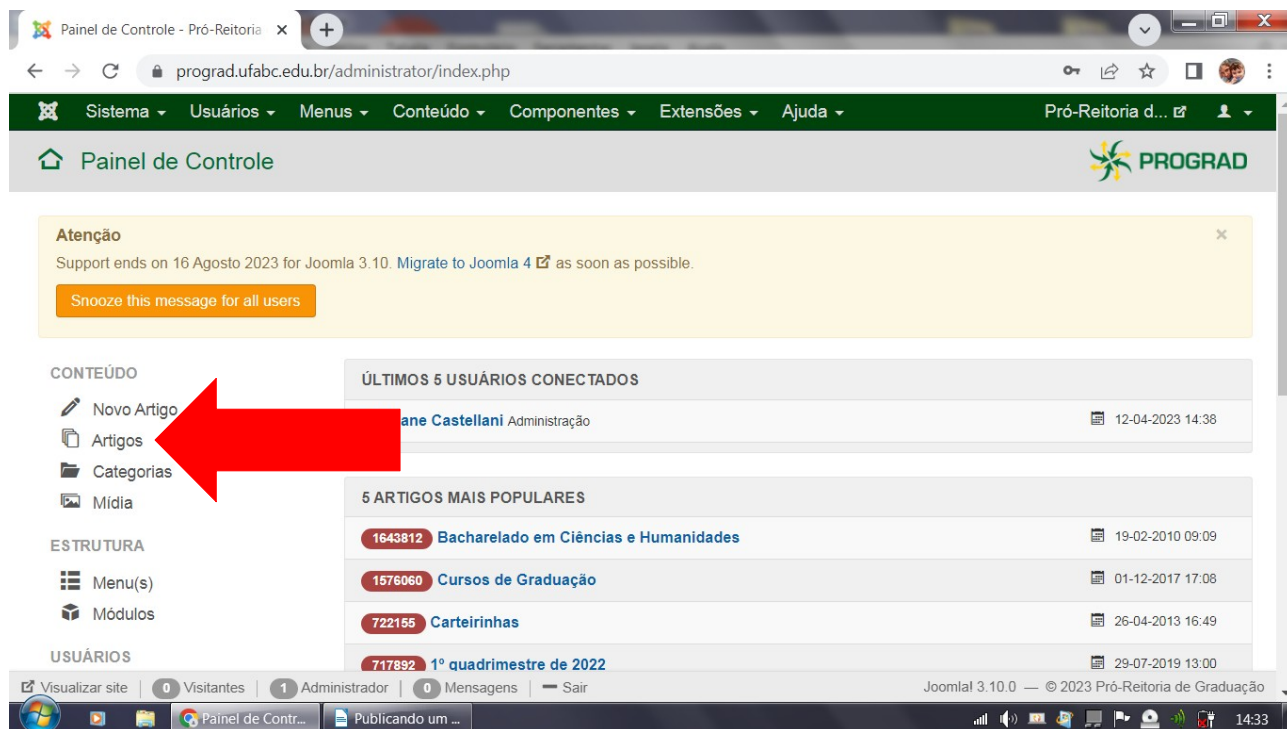 Painel de Controle - Pró-Reitoria
prograd.ufabc.edu.br/administrator/index.php
Sistema Usuários Menus Conteúdo Componentes Extensões Ajuda Pró-Reitoria d...
Painel de Controle PROGRAD
Atenção
Support ends on 16 Agosto 2023 for Joomla 3.10. Migrate to Joomla 4 as soon as possible.
Snooze this message for all users
CONTEÚDO
Novo Artigo
Artigos
Categorias
Mídia
ESTRUTURA
Menu(s)
Módulos
USUÁRIOS
ÚLTIMOS 5 USUÁRIOS CONECTADOS
ane Castellani Administração 12-04-2023 14:38
5 ARTIGOS MAIS POPULARES
1643812 Bacharelado em Ciências e Humanidades 19-02-2010 09:09
1576060 Cursos de Graduação 01-12-2017 17:08
722155 Carteirinhas 26-04-2013 16:49
717892 1º quadrimestre de 2022 29-07-2019 13:00
Visualizar site 0 Visitantes 1 Administrador 0 Mensagens Sair Joomla! 3.10.0 — © 2023 Pró-Reitoria de Graduação
Painel de Contr... Publicando um ... 14:33